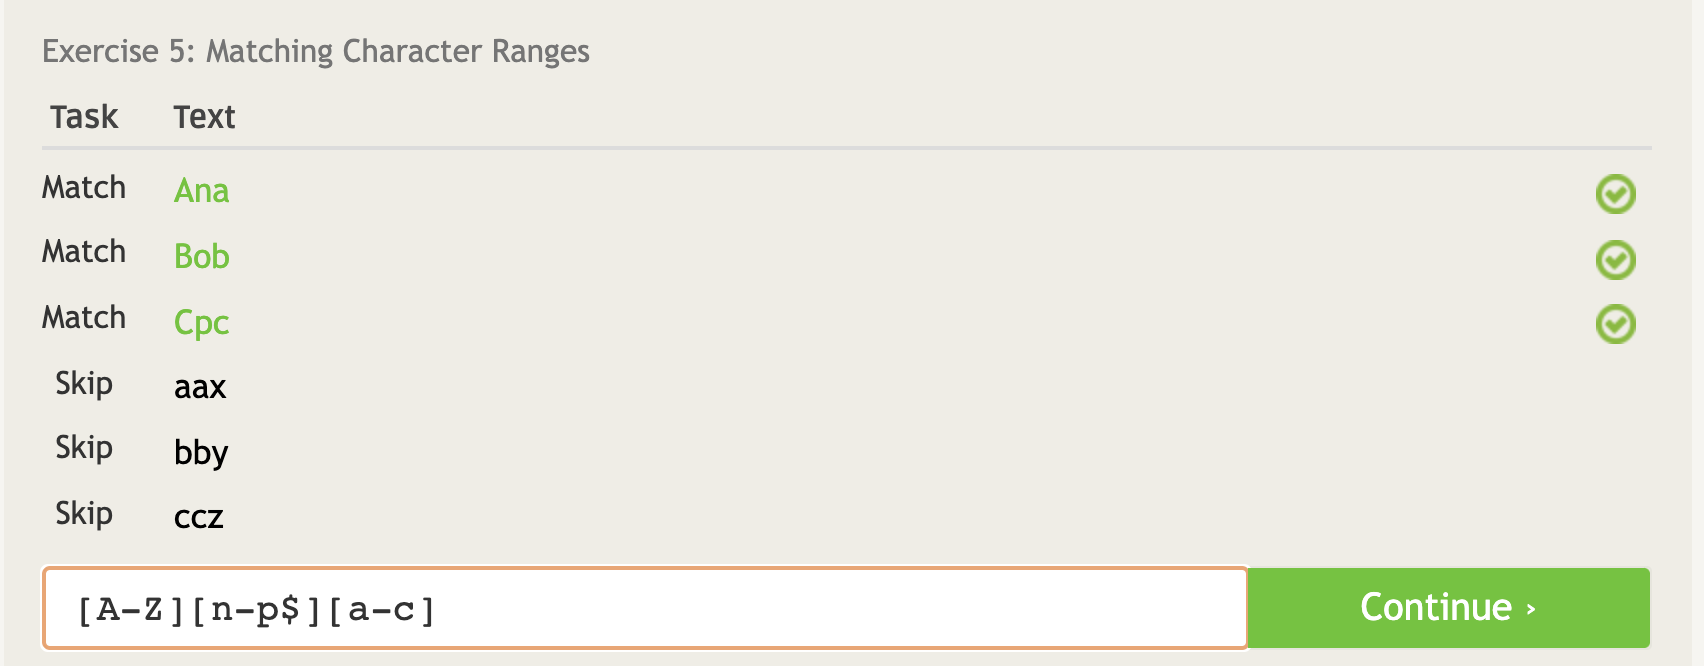 Exercise 5: Matching Character Ranges
Task Text
Match Ana
Match Bob
Match Cpc
Skip aax
Skip bby
Skip ccz
[A-Z][n-p$][a-c] Continue ›